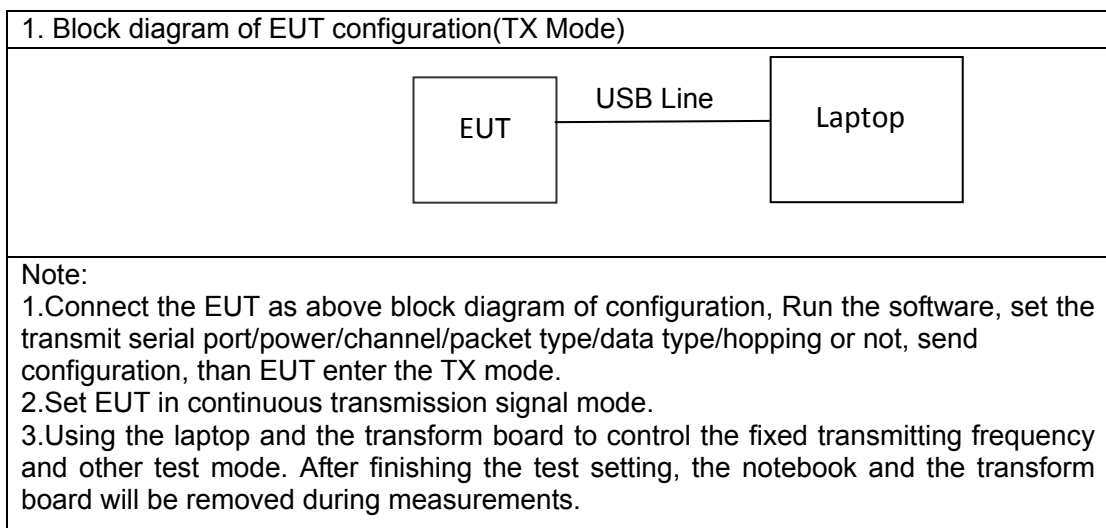 1. Block diagram of EUT configuration(TX Mode)
USB Line
EUT
Laptop
Note:
1.Connect the EUT as above block diagram of configuration, Run the software, set the
transmit serial port/power/channel/packet type/data type/hopping or not, send
configuration, than EUT enter the TX mode.
2.Set EUT in continuous transmission signal mode.
3.Using the laptop and the transform board to control the fixed transmitting frequency
and other test mode. After finishing the test setting, the notebook and the transform
board will be removed during measurements.